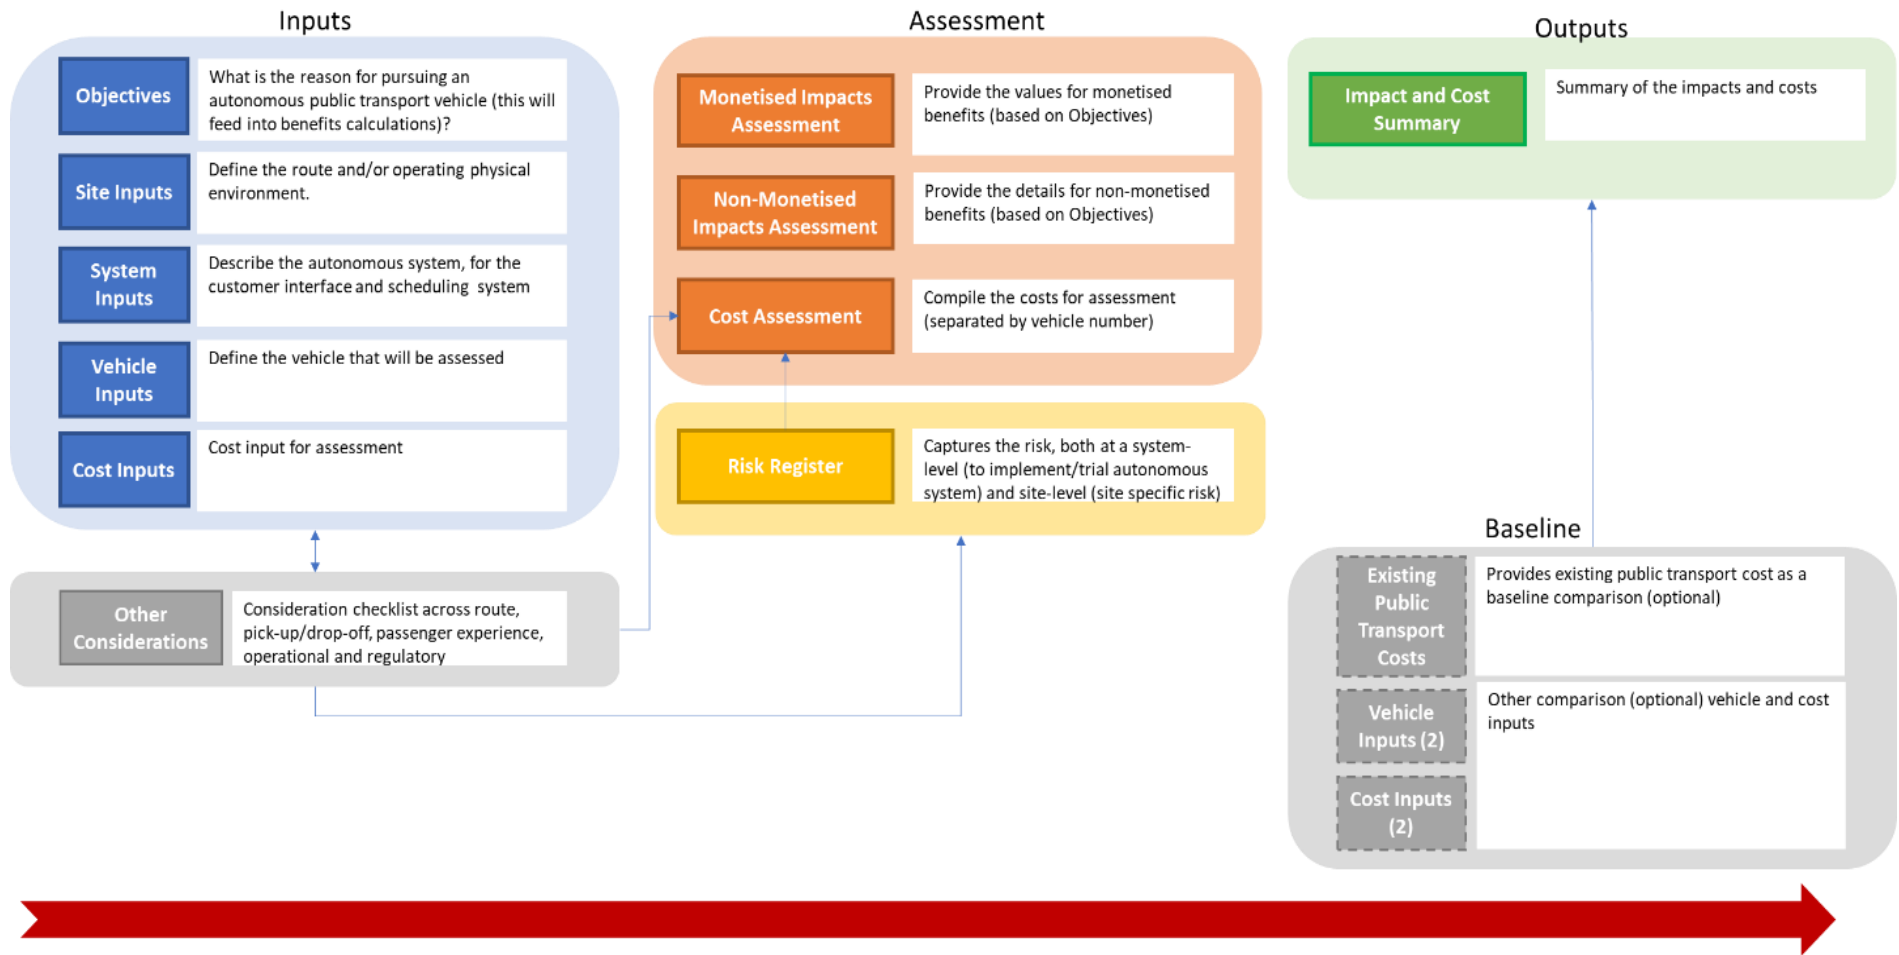 Inputs
Objectives
What is the reason for pursuing an
autonomous public transport vehicle (this will
feed into benefits calculations)?
Site Inputs
Define the route and/or operating physical
environment.
System
Inputs
Describe the autonomous system, for the
customer interface and scheduling system
Vehicle
Inputs
Define the vehicle that will be assessed
Cost Inputs
Cost input for assessment
Other
Considerations
Consideration checklist across route,
pick-up/drop-off, passenger experience,
operational and regulatory
Assessment
Monetised Impacts
Assessment
Provide the values for monetised
benefits (based on Objectives)
Non-Monetised
Impacts Assessment
Provide the details for non-monetised
benefits (based on Objectives)
Cost Assessment
Compile the costs for assessment
(separated by vehicle number)
Risk Register
Captures the risk, both at a system-
level (to implement/trial autonomous
system) and site-level (site specific risk)
Outputs
Impact and Cost
Summary
Summary of the impacts and costs
Baseline
Existing
Public
Transport
Costs
Provides existing public transport cost as a
baseline comparison (optional)
Vehicle
Inputs (2)
Other comparison (optional) vehicle and cost
inputs
Cost Inputs
(2)